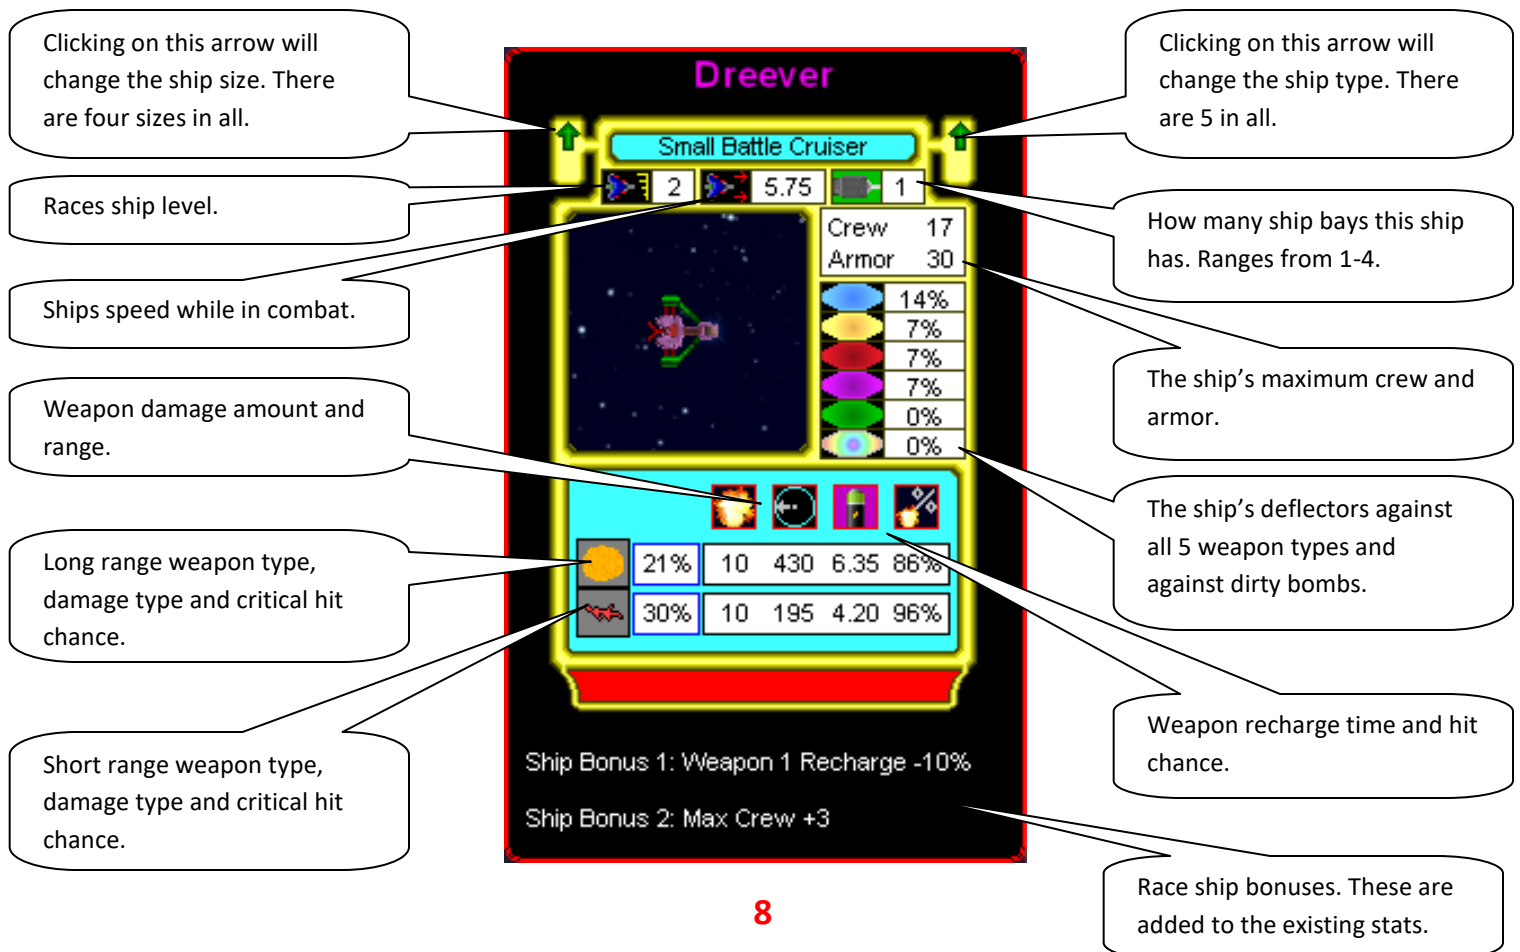 Clicking on this arrow will
change the ship size. There
are four sizes in all.
Races ship level.
Ships speed while in combat.
Weapon damage amount and
range.
Long range weapon type,
damage type and critical hit
chance.
Short range weapon type,
damage type and critical hit
chance.
Dreever
Small Battle Cruiser
2 5.75 1
Crew 17
Armor 30
14%
7%
7%
7%
0%
0%
%
21% 10 430 6.35 86%
30% 10 195 4.20 96%
Ship Bonus 1: Weapon 1 Recharge -10%
Ship Bonus 2: Max Crew +3
Clicking on this arrow will
change the ship type. There
are 5 in all.
How many ship bays this ship
has. Ranges from 1-4.
The ship’s maximum crew and
armor.
The ship’s deflectors against
all 5 weapon types and
against dirty bombs.
Weapon recharge time and hit
chance.
Race ship bonuses. These are
added to the existing stats.
8